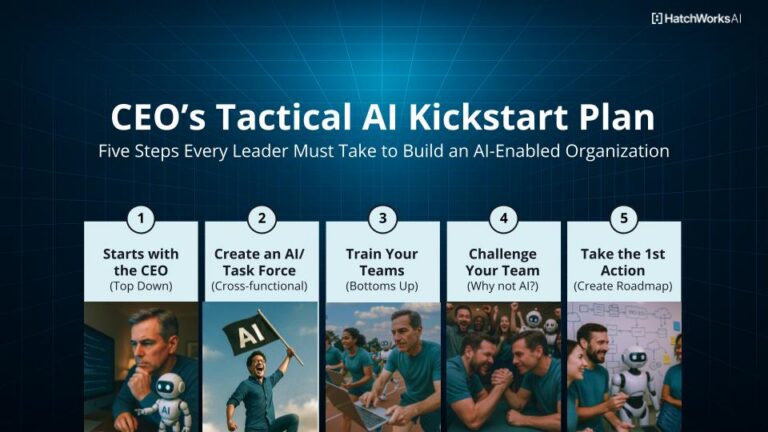 HatchWorksAI
CEO's Tactical AI Kickstart Plan
Five Steps Every Leader Must Take to Build an AI-Enabled Organization
1
Starts with
the CEO
(Top Down)
AI
2
Create an AI/
Task Force
(Cross-functional)
AI
3
Train Your
Teams
(Bottoms Up)
4
Challenge
Your Team
(Why not AI?)
5
Take the 1st
Action
(Create Roadmap)